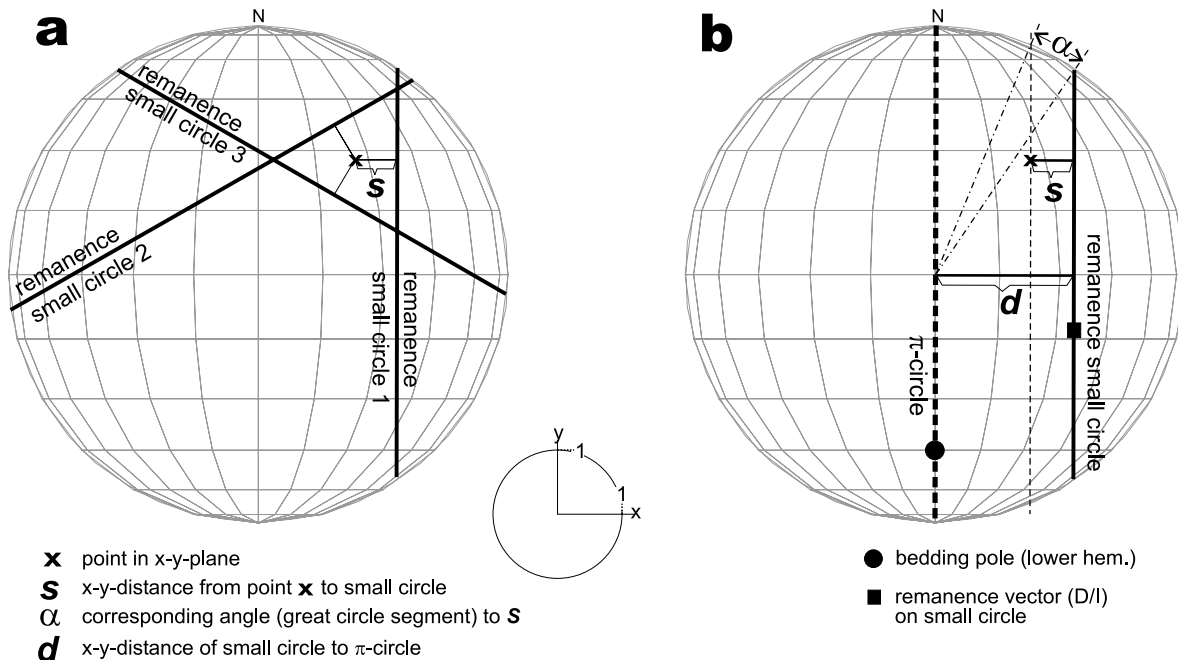 a
N
remanence
small circle 3
remanence
small circle 2
remanence
small circle 1
x
s
y
1
1
x
x point in x-y-plane
s x-y-distance from point x to small circle
α corresponding angle (great circle segment) to s
d x-y-distance of small circle to π-circle
b
N
α
x
s
d
π-circle
remanence small circle
bedding pole (lower hem.)
remanence vector (D/I)
on small circle